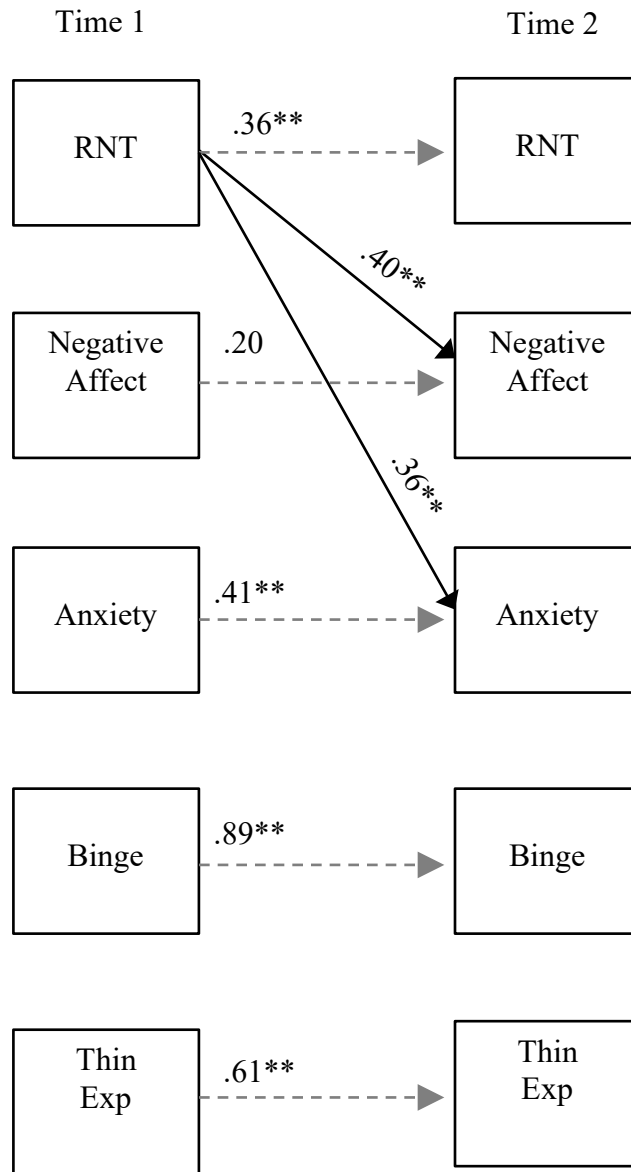 Time 1
Time 2
RNT
.36**
RNT
.40**
Negative
Affect
.20
Negative
Affect
.36**
Anxiety
.41**
Anxiety
Binge
.89**
Binge
Thin
Exp
.61**
Thin
Exp